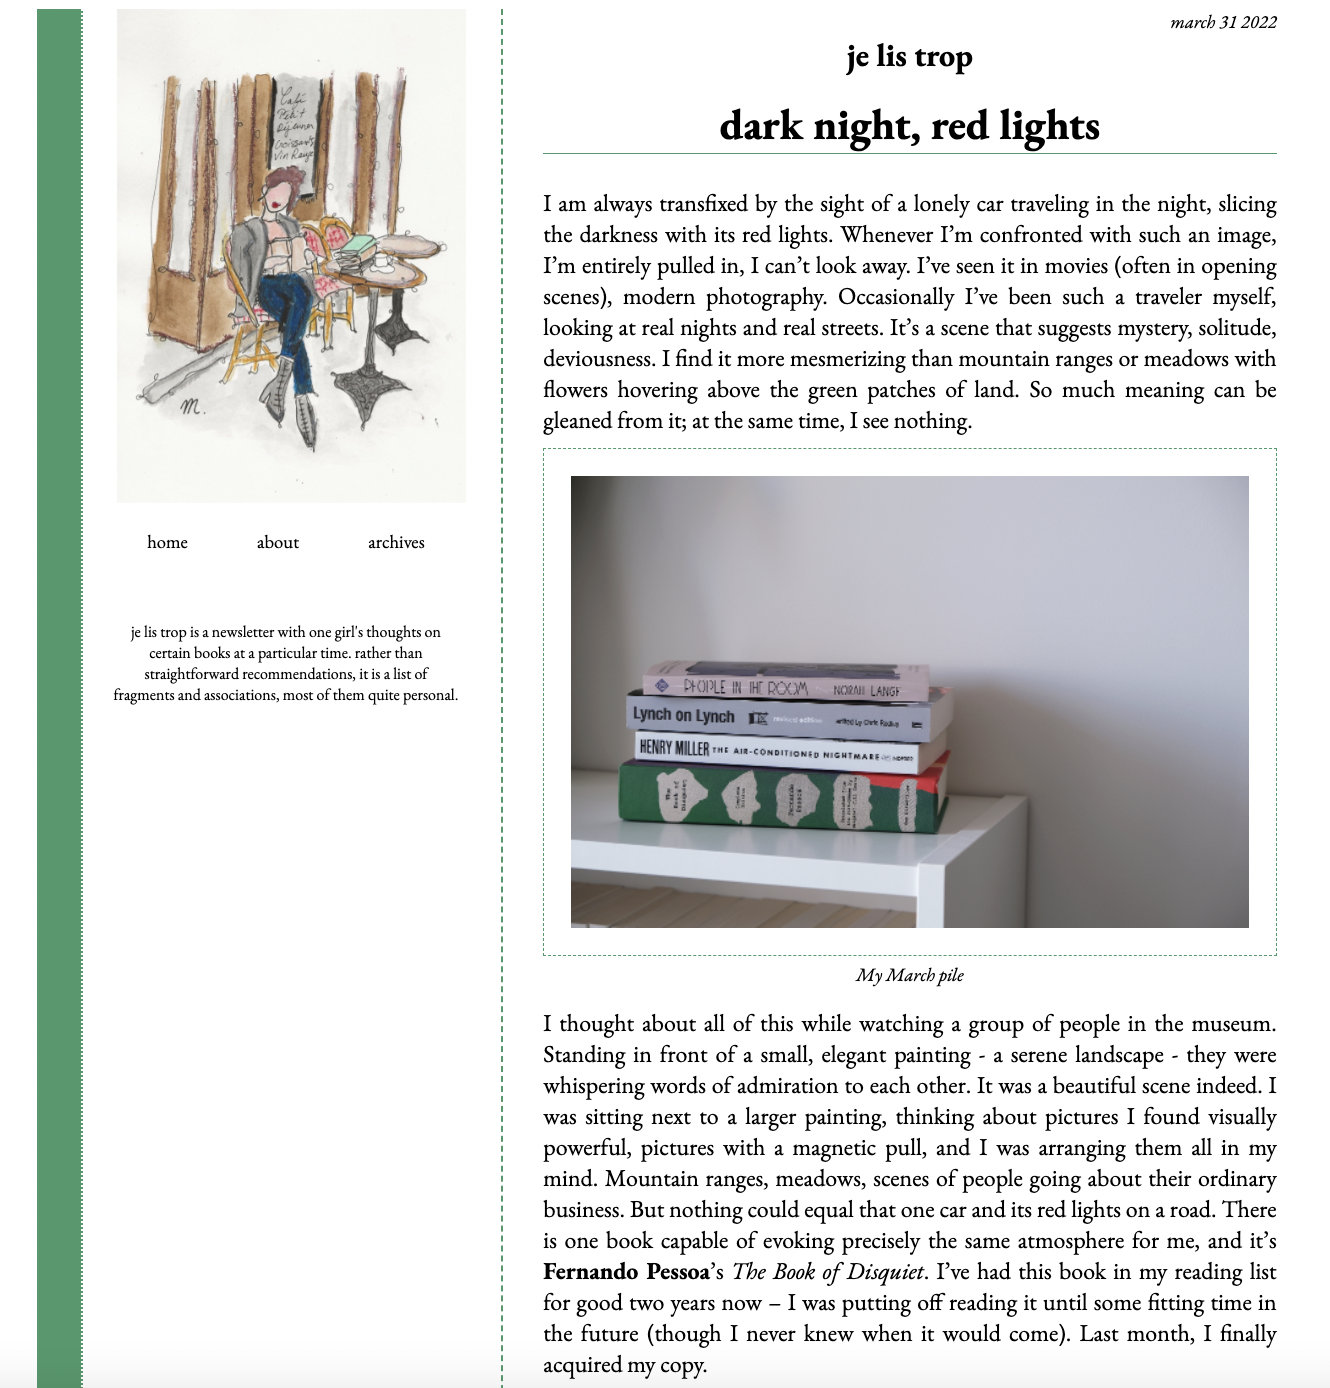 Café
Petit
Déjeuner
Croissants
Vin Rouge
M.
home about archives
je lis trop is a newsletter with one girl's thoughts on
certain books at a particular time. rather than
straightforward recommendations, it is a list of
fragments and associations, most of them quite personal.
march 31 2022
je lis trop
dark night, red lights
I am always transfixed by the sight of a lonely car traveling in the night, slicing
the darkness with its red lights. Whenever I’m confronted with such an image,
I’m entirely pulled in, I can’t look away. I’ve seen it in movies (often in opening
scenes), modern photography. Occasionally I’ve been such a traveler myself,
looking at real nights and real streets. It’s a scene that suggests mystery, solitude,
deviousness. I find it more mesmerizing than mountain ranges or meadows with
flowers hovering above the green patches of land. So much meaning can be
gleaned from it; at the same time, I see nothing.
PEOPLE IN THE ROOM NORAH LANGE
Lynch on Lynch revised edition edited by Chris Rodley
HENRY MILLER THE AIR-CONDITIONED NIGHTMARE
The Book of Disquiet Fernando Pessoa
My March pile
I thought about all of this while watching a group of people in the museum.
Standing in front of a small, elegant painting - a serene landscape - they were
whispering words of admiration to each other. It was a beautiful scene indeed. I
was sitting next to a larger painting, thinking about pictures I found visually
powerful, pictures with a magnetic pull, and I was arranging them all in my
mind. Mountain ranges, meadows, scenes of people going about their ordinary
business. But nothing could equal that one car and its red lights on a road. There
is one book capable of evoking precisely the same atmosphere for me, and it’s
Fernando Pessoa’s The Book of Disquiet. I’ve had this book in my reading list
for good two years now – I was putting off reading it until some fitting time in
the future (though I never knew when it would come). Last month, I finally
acquired my copy.